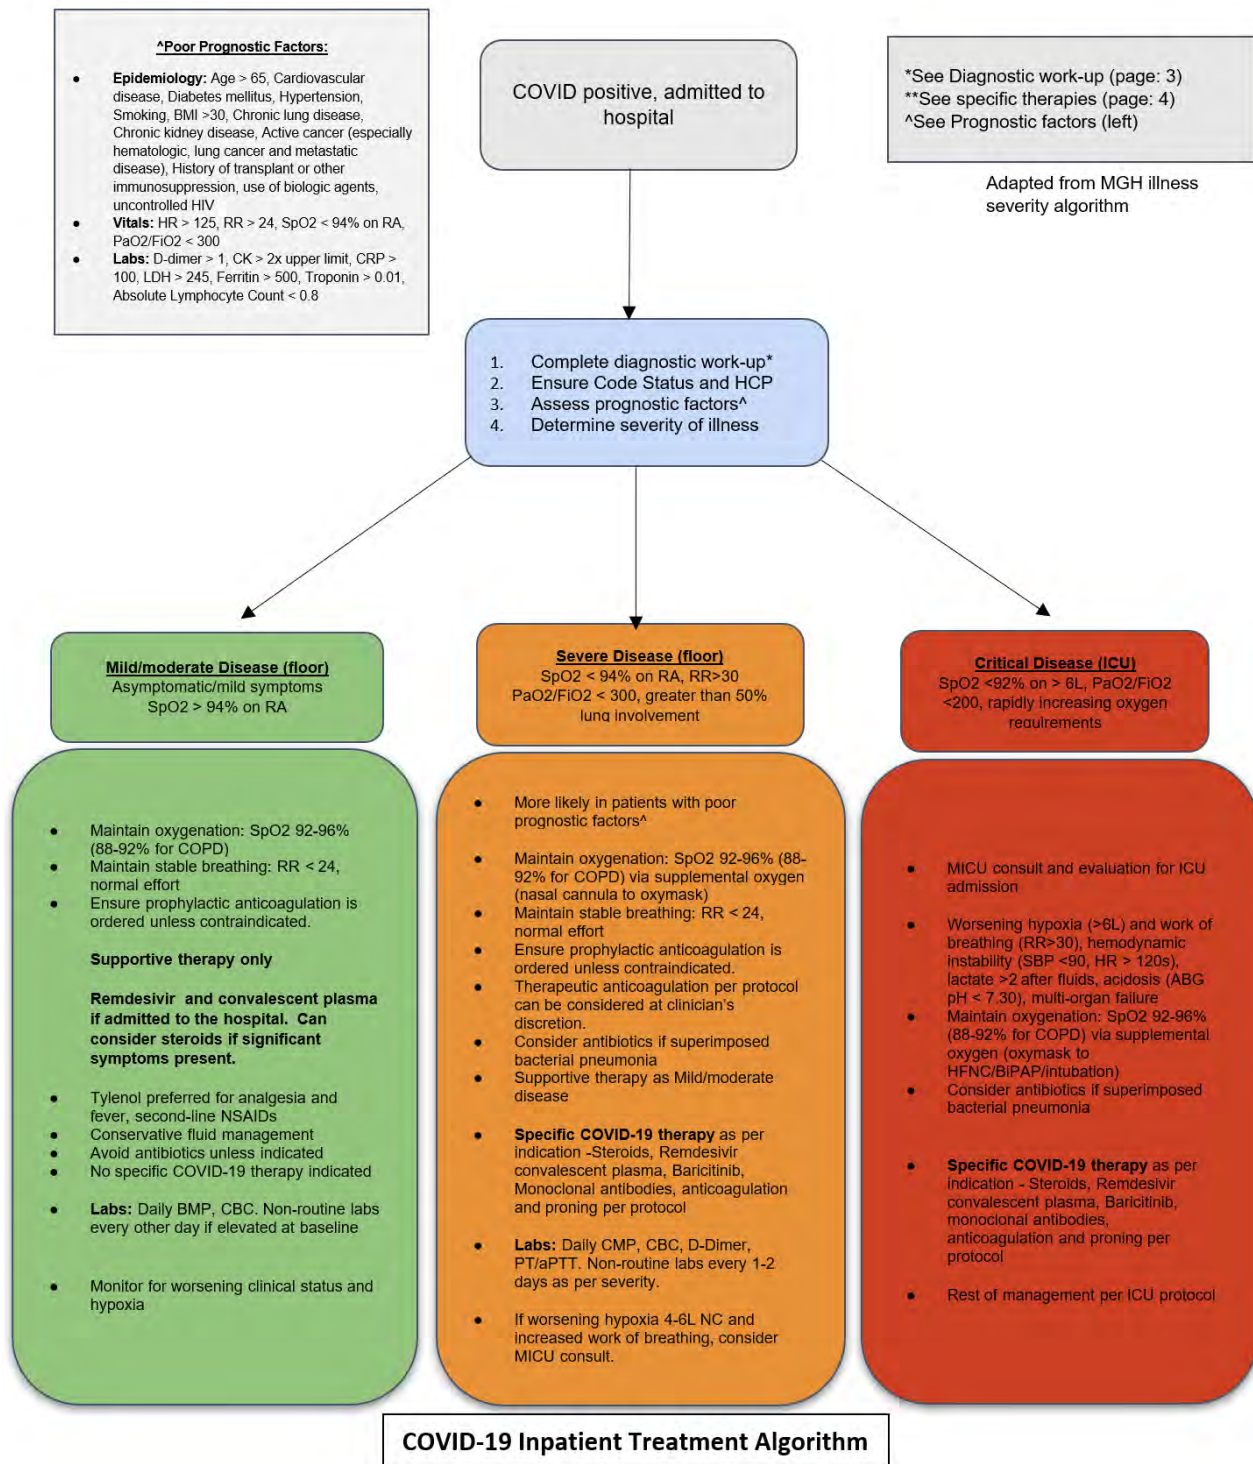 ^Poor Prognostic Factors:
● Epidemiology: Age > 65, Cardiovascular
disease, Diabetes mellitus, Hypertension,
Smoking, BMI >30, Chronic lung disease,
Chronic kidney disease, Active cancer (especially
hematologic, lung cancer and metastatic
disease), History of transplant or other
immunosuppression, use of biologic agents,
uncontrolled HIV
● Vitals: HR > 125, RR > 24, SpO2 < 94% on RA,
PaO2/FiO2 < 300
● Labs: D-dimer > 1, CK > 2x upper limit, CRP >
100, LDH > 245, Ferritin > 500, Troponin > 0.01,
Absolute Lymphocyte Count < 0.8
COVID positive, admitted to
hospital
*See Diagnostic work-up (page: 3)
**See specific therapies (page: 4)
^See Prognostic factors (left)
Adapted from MGH illness
severity algorithm
1. Complete diagnostic work-up*
2. Ensure Code Status and HCP
3. Assess prognostic factors^
4. Determine severity of illness
Mild/moderate Disease (floor)
Asymptomatic/mild symptoms
SpO2 > 94% on RA
● Maintain oxygenation: SpO2 92-96%
(88-92% for COPD)
● Maintain stable breathing: RR < 24,
normal effort
● Ensure prophylactic anticoagulation is
ordered unless contraindicated.
Supportive therapy only
Remdesivir and convalescent plasma
if admitted to the hospital. Can
consider steroids if significant
symptoms present.
● Tylenol preferred for analgesia and
fever, second-line NSAIDs
● Conservative fluid management
● Avoid antibiotics unless indicated
● No specific COVID-19 therapy indicated
● Labs: Daily BMP, CBC. Non-routine labs
every other day if elevated at baseline
● Monitor for worsening clinical status and
hypoxia
Severe Disease (floor)
SpO2 < 94% on RA, RR>30
PaO2/FiO2 < 300, greater than 50%
lung involvement
● More likely in patients with poor
prognostic factors^
● Maintain oxygenation: SpO2 92-96% (88-
92% for COPD) via supplemental oxygen
(nasal cannula to oxymask)
● Maintain stable breathing: RR < 24,
normal effort
● Ensure prophylactic anticoagulation is
ordered unless contraindicated.
● Therapeutic anticoagulation per protocol
can be considered at clinician's
discretion.
● Consider antibiotics if superimposed
bacterial pneumonia
● Supportive therapy as Mild/moderate
disease
● Specific COVID-19 therapy as per
indication -Steroids, Remdesivir
convalescent plasma, Baricitinib,
Monoclonal antibodies, anticoagulation
and proning per protocol
● Labs: Daily CMP, CBC, D-Dimer,
PT/aPTT. Non-routine labs every 1-2
days as per severity.
● If worsening hypoxia 4-6L NC and
increased work of breathing, consider
MICU consult.
Critical Disease (ICU)
SpO2 <92% on > 6L, PaO2/FiO2
<200, rapidly increasing oxygen
requirements
● MICU consult and evaluation for ICU
admission
● Worsening hypoxia (>6L) and work of
breathing (RR>30), hemodynamic
instability (SBP <90, HR > 120s),
lactate >2 after fluids, acidosis (ABG
pH < 7.30), multi-organ failure
● Maintain oxygenation: SpO2 92-96%
(88-92% for COPD) via supplemental
oxygen (oxymask to
HFNC/BiPAP/intubation)
● Consider antibiotics if superimposed
bacterial pneumonia
● Specific COVID-19 therapy as per
indication - Steroids, Remdesivir
convalescent plasma, Baricitinib,
monoclonal antibodies,
anticoagulation and proning per
protocol
● Rest of management per ICU protocol
COVID-19 Inpatient Treatment Algorithm